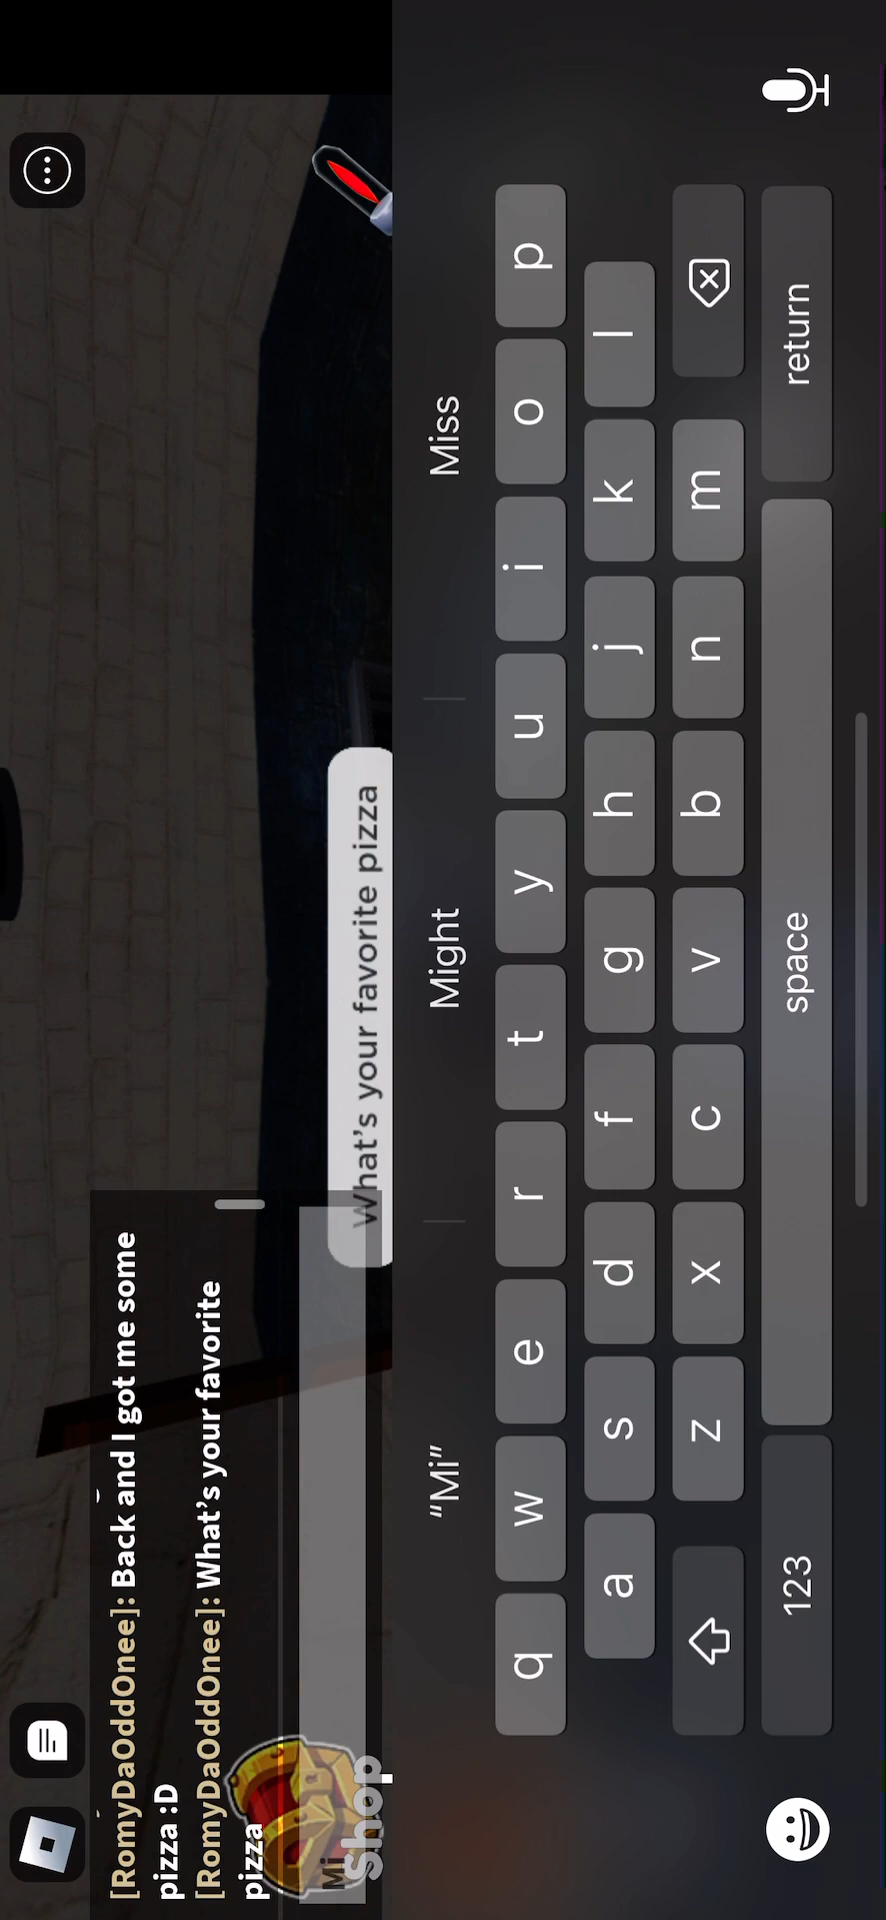 [RomyDaOddOnee]: Back and I got me some
pizza :D
[RomyDaOddOnee]: What's your favorite
pizza
Mi
Shop
What's your favorite pizza
"Mi"
Might
Miss
q w e r t y u i o p
a s d f g h j k l
z x c v b n m
123
space
return